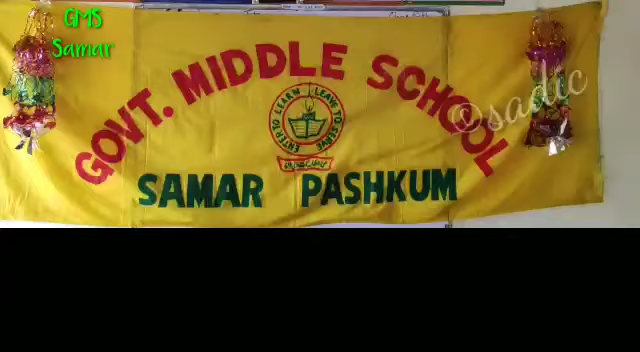 GMS
Samar
GOVT. MIDDLE SCHOOL
ENTER TO LEARN LEAVE TO SERVE
SAMAR PASHKUM
©sadic